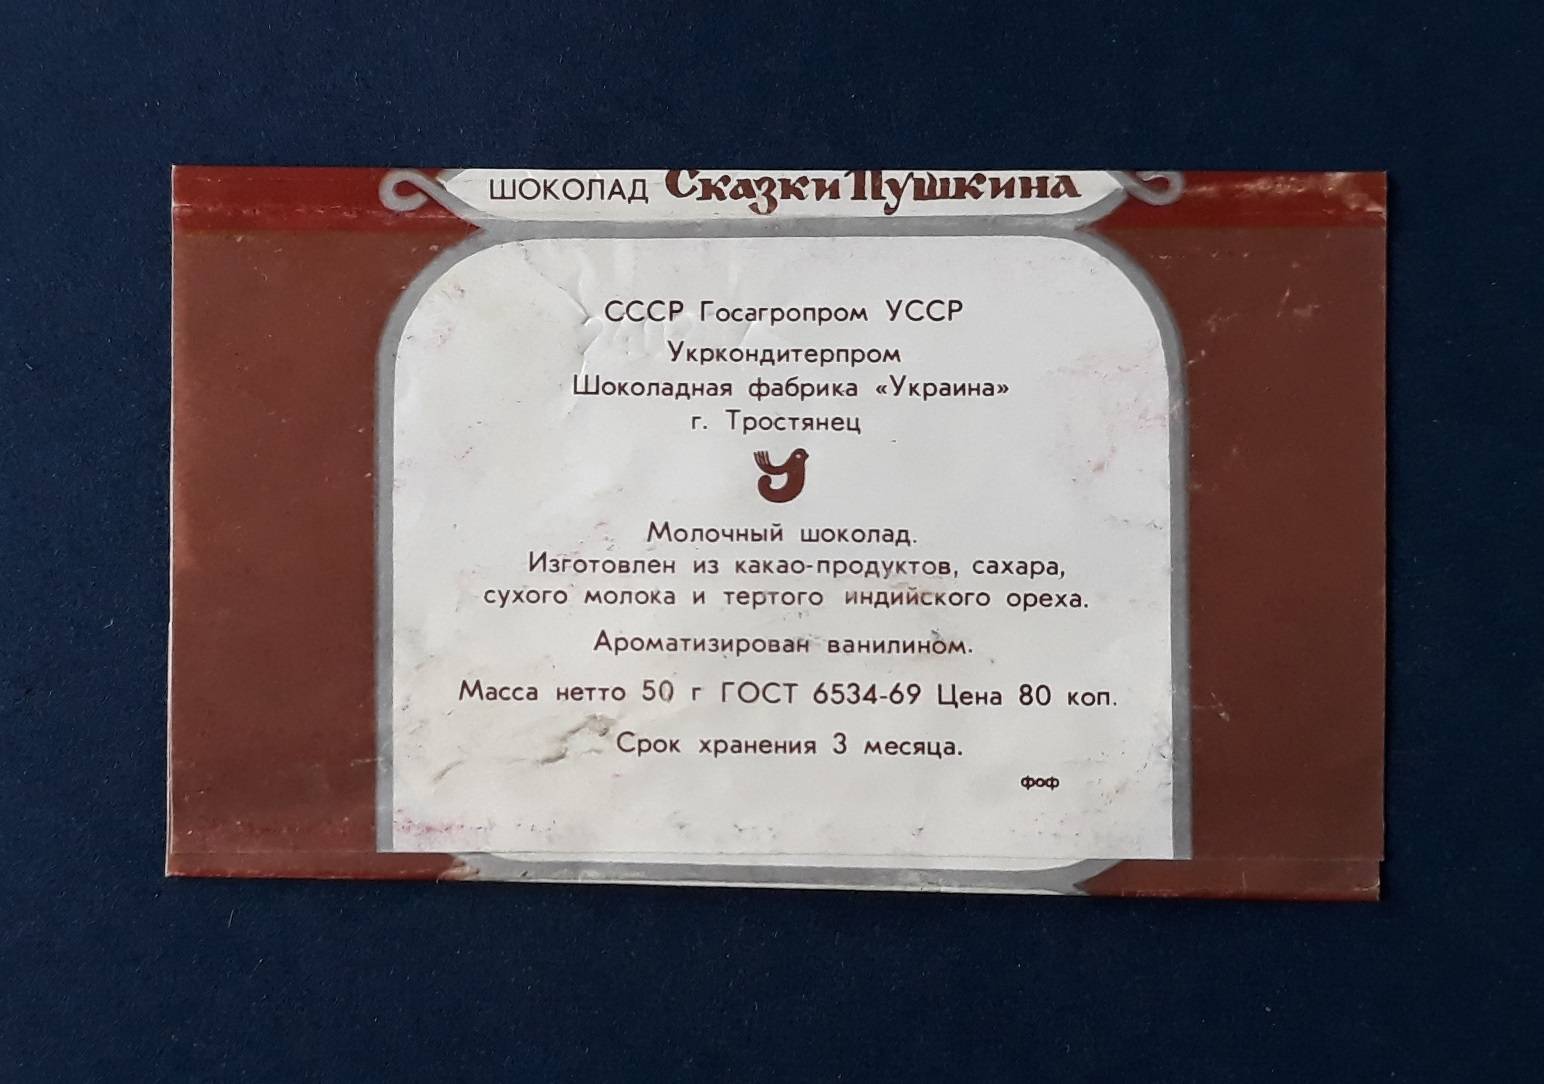 ШОКОЛАД Сказки Пушкина
СССР Госагропром УССР
Укркондитерпром
Шоколадная фабрика «Украина»
г. Тростянец
Молочный шоколад.
Изготовлен из какао-продуктов, сахара,
сухого молока и тертого индийского ореха.
Ароматизирован ванилином.
Масса нетто 50 г ГОСТ 6534-69 Цена 80 коп.
Срок хранения 3 месяца.
фоф